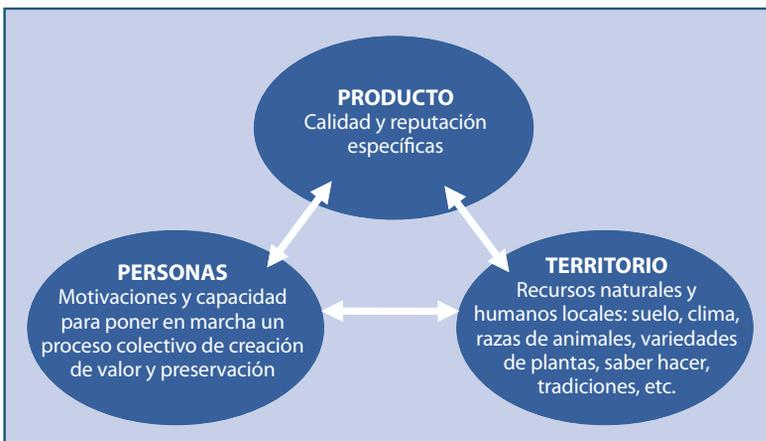 PRODUCTO
Calidad y reputación
específicas
PERSONAS
Motivaciones y capacidad
para poner en marcha un
proceso colectivo de creación
de valor y preservación
TERRITORIO
Recursos naturales y
humanos locales: suelo, clima,
razas de animales, variedades
de plantas, saber hacer,
tradiciones, etc.